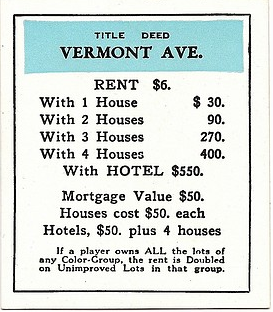 TITLE DEED
VERMONT AVE.
RENT $6.
With 1 House $ 30.
With 2 Houses 90.
With 3 Houses 270.
With 4 Houses 400.
With HOTEL $550.
Mortgage Value $50.
Houses cost $50. each
Hotels, $50. plus 4 houses
If a player owns ALL the lots of
any Color-Group, the rent is Doubled
on Unimproved Lots in that group.